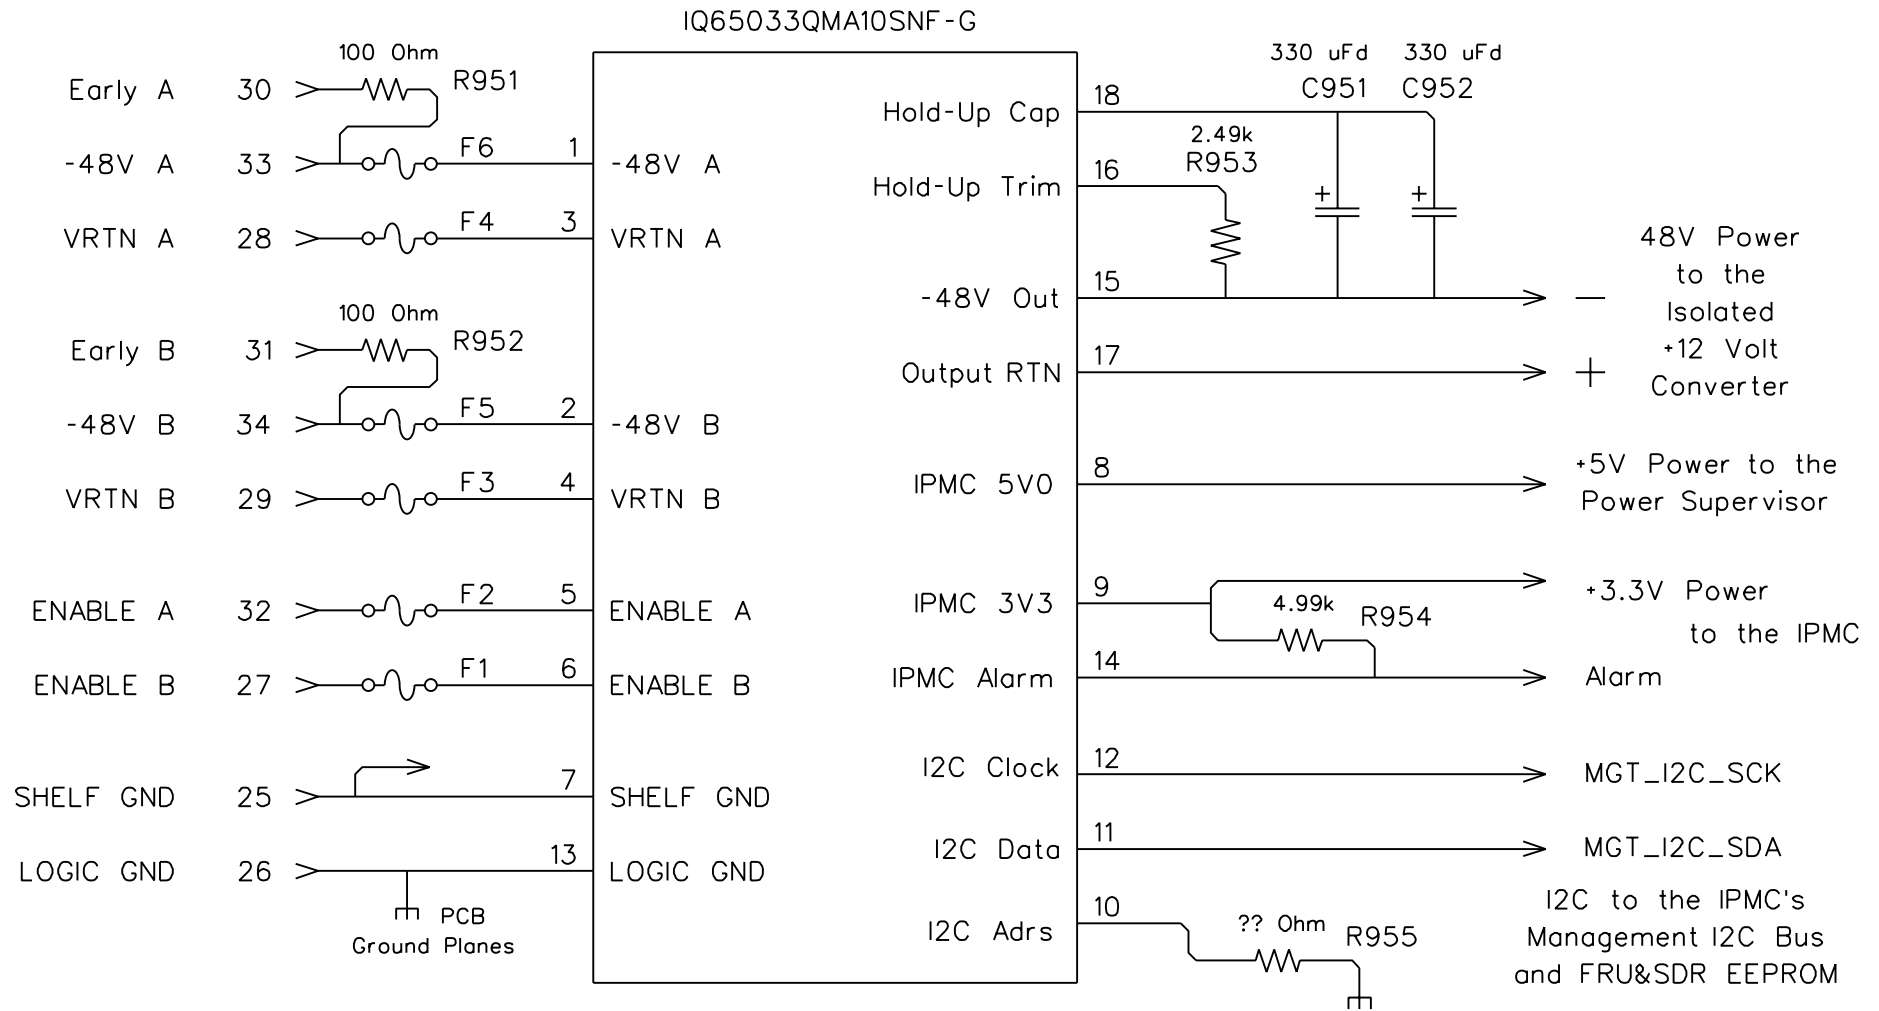 IQ65033QMA10SNF-G
100 Ohm
Early A 30 R951
-48V A 33 F6 1 -48V A
VRTN A 28 F4 3 VRTN A
100 Ohm
Early B 31 R952
-48V B 34 F5 2 -48V B
VRTN B 29 F3 4 VRTN B
ENABLE A 32 F2 5 ENABLE A
ENABLE B 27 F1 6 ENABLE B
SHELF GND 25 7 SHELF GND
LOGIC GND 26 13 LOGIC GND
PCB
Ground Planes
330 uFd 330 uFd
C951 C952
Hold-Up Cap 18
2.49k
R953
Hold-Up Trim 16
+ +
-48V Out 15 —
Output RTN 17 +
48V Power
to the
Isolated
+12 Volt
Converter
IPMC 5V0 8
+5V Power to the
Power Supervisor
IPMC 3V3 9
4.99k R954
+3.3V Power
to the IPMC
IPMC Alarm 14 Alarm
I2C Clock 12 MGT_I2C_SCK
I2C Data 11 MGT_I2C_SDA
I2C Adrs 10
?? Ohm R955
I2C to the IPMC's
Management I2C Bus
and FRU&SDR EEPROM